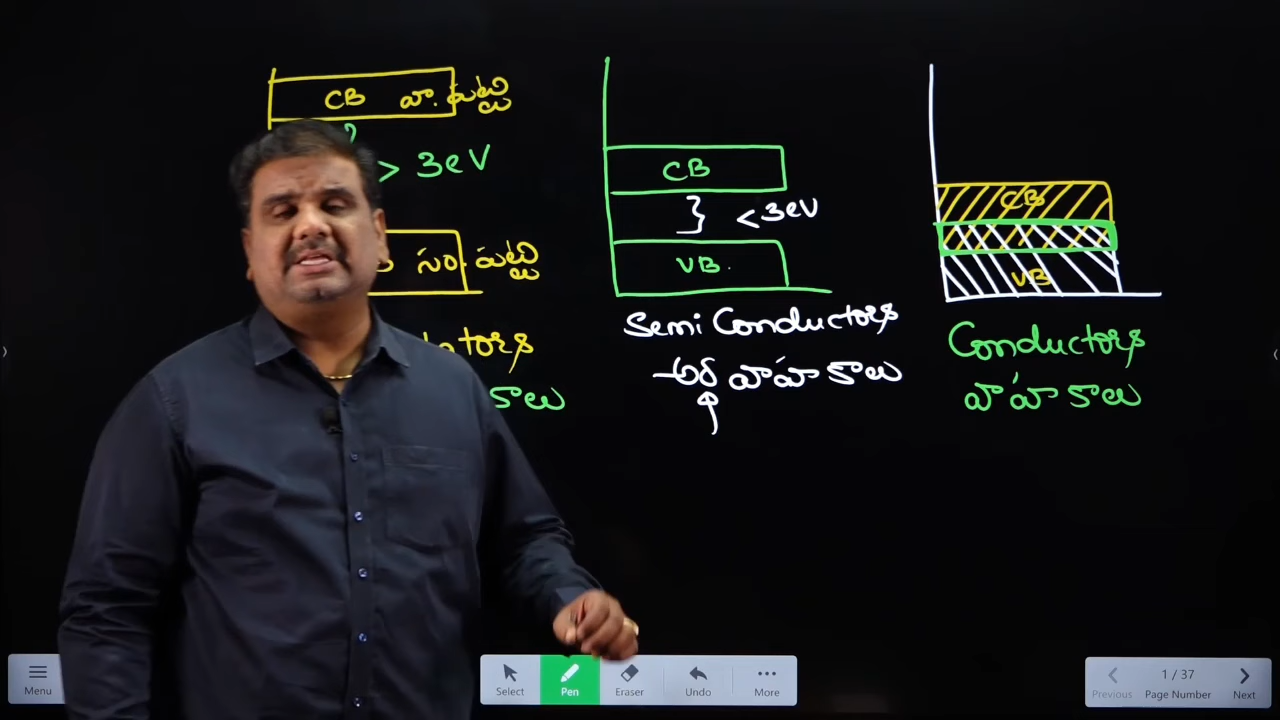 CB వా. పట్టి
> 3eV
సం. పట్టి
కాలు
CB
< 3eV
VB.
Semi Conductors
అర్ధ వాహకాలు
CB
VB
Conductors
వాహకాలు
Menu
Select
Pen
Eraser
Undo
More
Previous
1 / 37
Page Number
Next